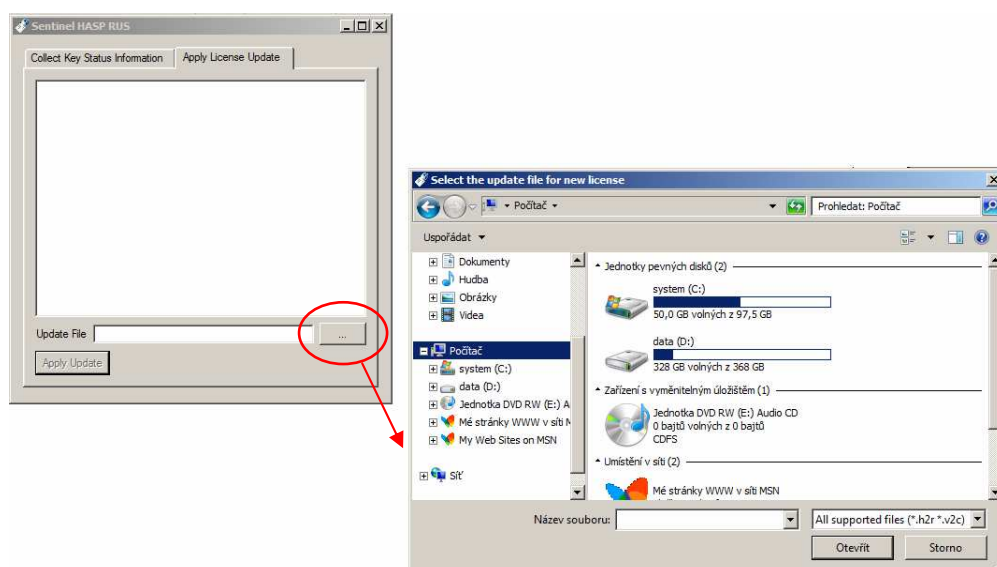 Sentinel HASP RUS
Collect Key Status Information
Apply License Update
Update File
...
Apply Update
Select the update file for new license
Počítač
Prohledat: Počítač
Uspořádat
Dokumenty
Hudba
Obrázky
Videa
Počítač
system (C:)
data (D:)
Jednotka DVD RW (E:) A
Mé stránky WWW v síti M
My Web Sites on MSN
Síť
Jednotky pevných disků (2)
system (C:)
50,0 GB volných z 97,5 GB
data (D:)
328 GB volných z 368 GB
Zařízení s vyměnitelným úložištěm (1)
Jednotka DVD RW (E:) Audio CD
0 bajtů volných z 0 bajtů
CDFS
Umístění v síti (2)
Mé stránky WWW v síti MSN
Název souboru:
All supported files (*.h2r *.v2c)
Otevřít
Storno